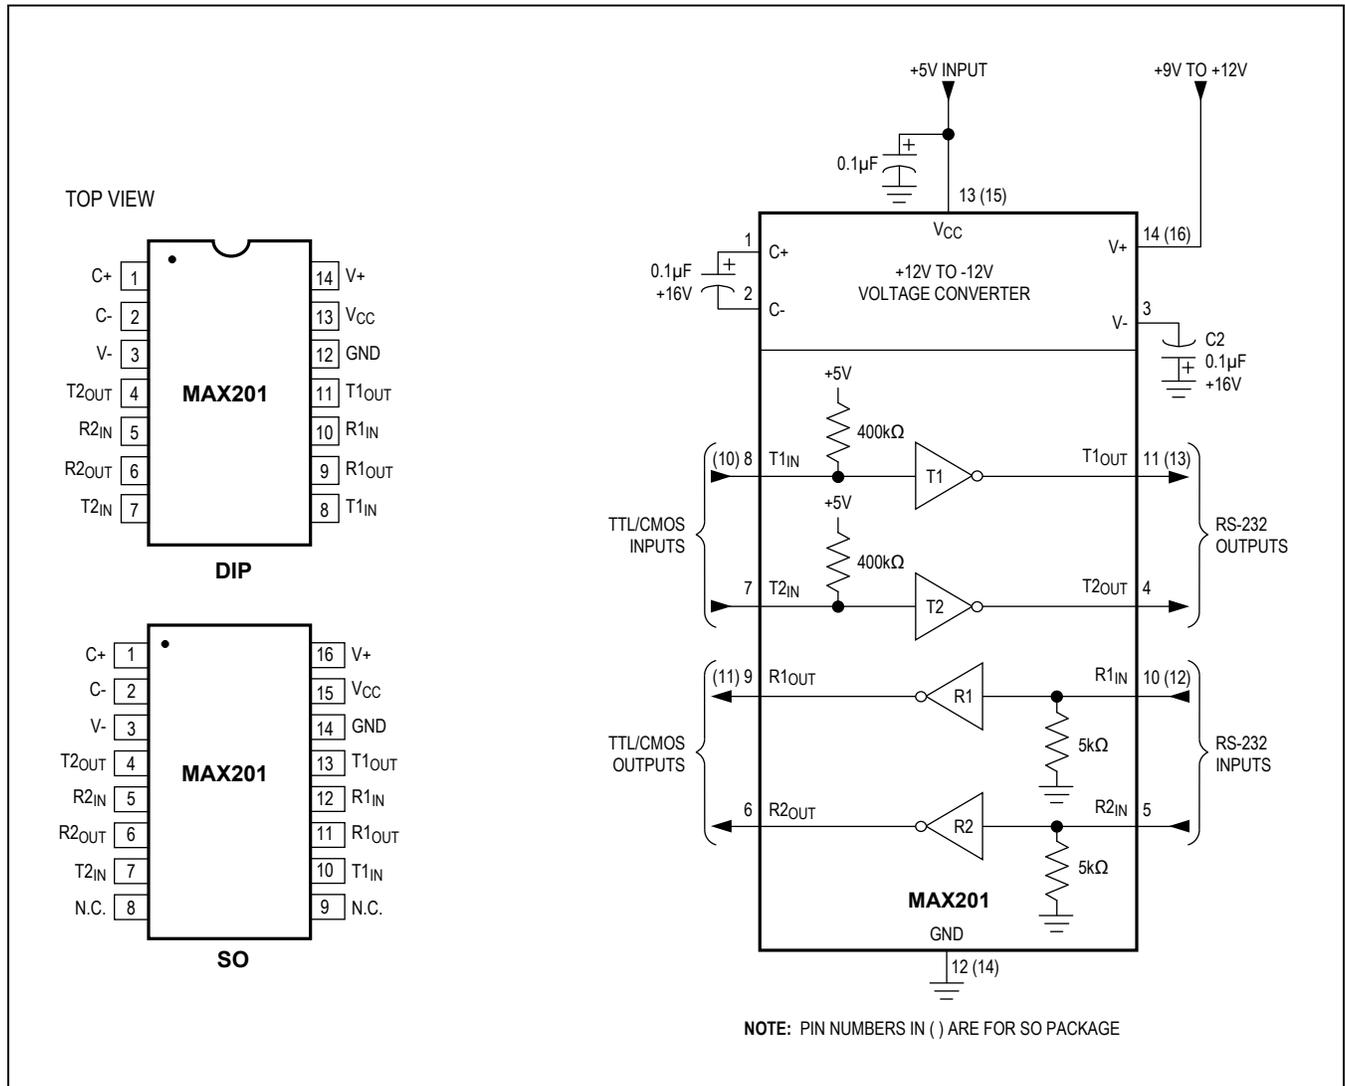 TOP VIEW
C+ 1 14 V+
C- 2 13 VCC
V- 3 12 GND
T2OUT 4 11 T1OUT
R2IN 5 10 R1IN
R2OUT 6 9 R1OUT
T2IN 7 8 T1IN
MAX201
DIP
C+ 1 16 V+
C- 2 15 VCC
V- 3 14 GND
T2OUT 4 13 T1OUT
R2IN 5 12 R1IN
R2OUT 6 11 R1OUT
T2IN 7 10 T1IN
N.C. 8 9 N.C.
MAX201
SO
+5V INPUT
+9V TO +12V
0.1µF +
13 (15)
VCC
1 C+
V+ 14 (16)
0.1µF +
+16V
+12V TO -12V
VOLTAGE CONVERTER
2 C-
V- 3
C2
0.1µF
+ +16V
+5V
400kΩ
(10) 8 T1IN
T1
T1OUT 11 (13)
+5V
TTL/CMOS
INPUTS
RS-232
OUTPUTS
400kΩ
7 T2IN
T2
T2OUT 4
(11) 9 R1OUT
R1
R1IN 10 (12)
5kΩ
TTL/CMOS
OUTPUTS
RS-232
INPUTS
6 R2OUT
R2
R2IN 5
5kΩ
MAX201
GND
12 (14)
NOTE: PIN NUMBERS IN ( ) ARE FOR SO PACKAGE